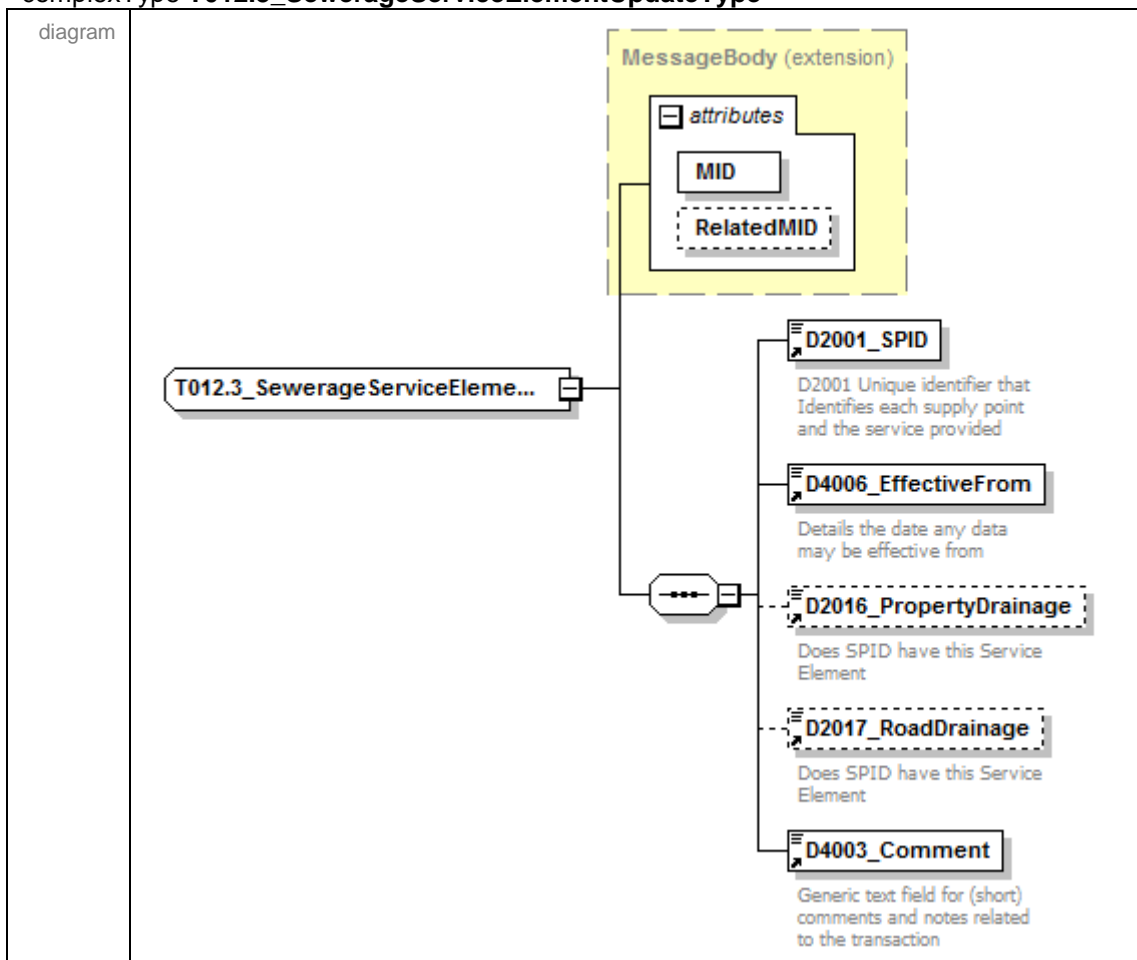 complexType T012.3_SewerageServiceElementUpdateType
diagram
MessageBody (extension)
attributes
MID
RelatedMID
T012.3_SewerageServiceEleme...
D2001_SPID
D2001 Unique identifier that
Identifies each supply point
and the service provided
D4006_EffectiveFrom
Details the date any data
may be effective from
D2016_PropertyDrainage
Does SPID have this Service
Element
D2017_RoadDrainage
Does SPID have this Service
Element
D4003_Comment
Generic text field for (short)
comments and notes related
to the transaction